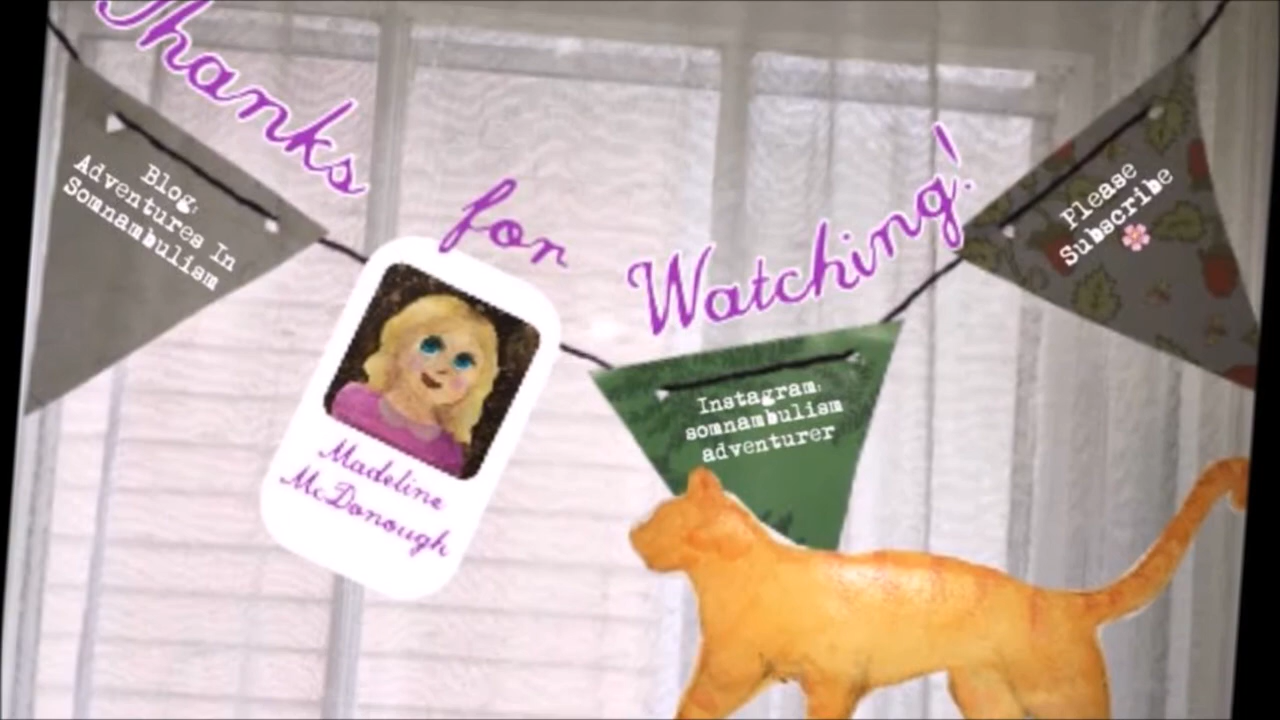 Thanks
for
Watching!
Blog:
Adventures In
Somnambulism
Madeline
McDonough
Instagram:
somnambulism
adventurer
Please
Subscribe